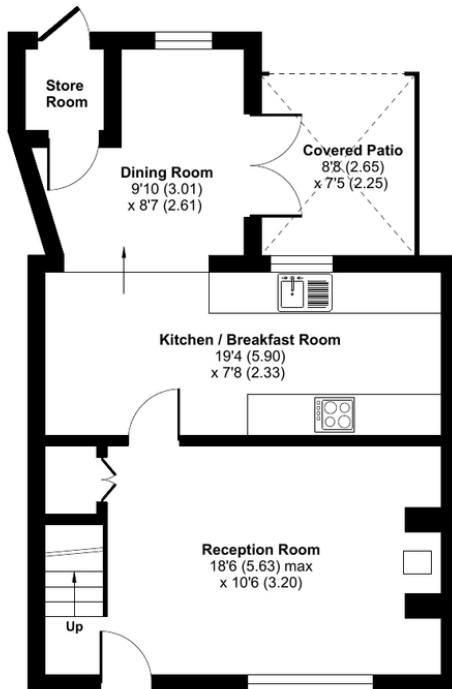 Store
Room
Dining Room
9'10 (3.01)
x 8'7 (2.61)
Covered Patio
8'8 (2.65)
x 7'5 (2.25)
Kitchen / Breakfast Room
19'4 (5.90)
x 7'8 (2.33)
Reception Room
18'6 (5.63) max
x 10'6 (3.20)
Up